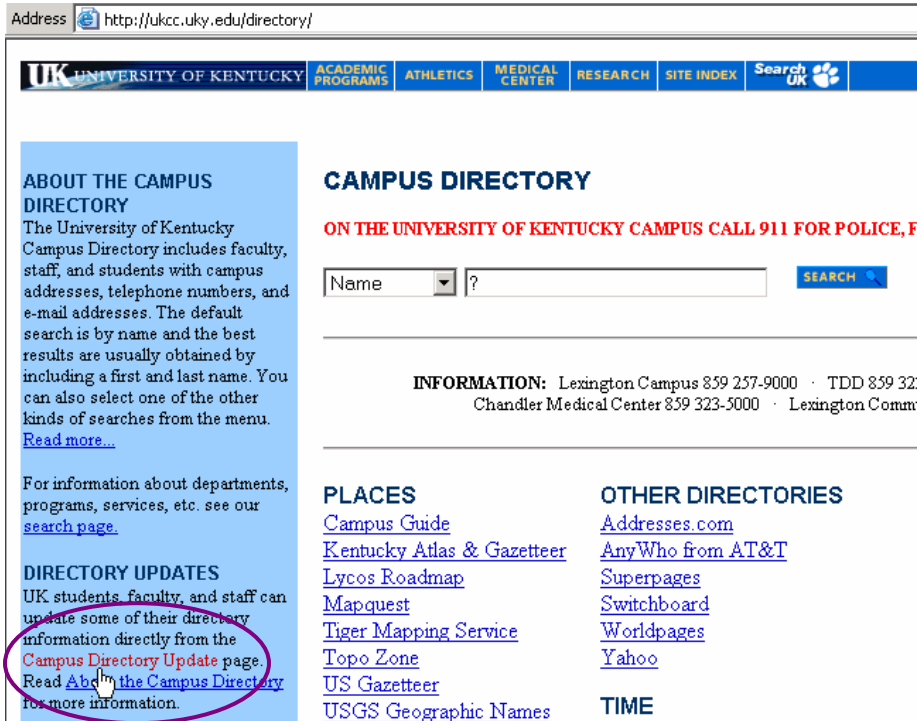 Address http://ukcc.uky.edu/directory/
UK UNIVERSITY OF KENTUCKY ACADEMIC PROGRAMS ATHLETICS MEDICAL CENTER RESEARCH SITE INDEX Search UK
ABOUT THE CAMPUS
DIRECTORY
The University of Kentucky
Campus Directory includes faculty,
staff, and students with campus
addresses, telephone numbers, and
e-mail addresses. The default
search is by name and the best
results are usually obtained by
including a first and last name. You
can also select one of the other
kinds of searches from the menu.
Read more...
For information about departments,
programs, services, etc. see our
search page.
DIRECTORY UPDATES
UK students, faculty, and staff can
update some of their directory
information directly from the
Campus Directory Update page.
Read About the Campus Directory
for more information.
CAMPUS DIRECTORY
ON THE UNIVERSITY OF KENTUCKY CAMPUS CALL 911 FOR POLICE, F
Name ? SEARCH
INFORMATION: Lexington Campus 859 257-9000 · TDD 859 32
Chandler Medical Center 859 323-5000 · Lexington Comm
PLACES
Campus Guide
Kentucky Atlas & Gazetteer
Lycos Roadmap
Mapquest
Tiger Mapping Service
Topo Zone
US Gazetteer
USGS Geographic Names
OTHER DIRECTORIES
Addresses.com
AnyWho from AT&T
Superpages
Switchboard
Worldpages
Yahoo
TIME